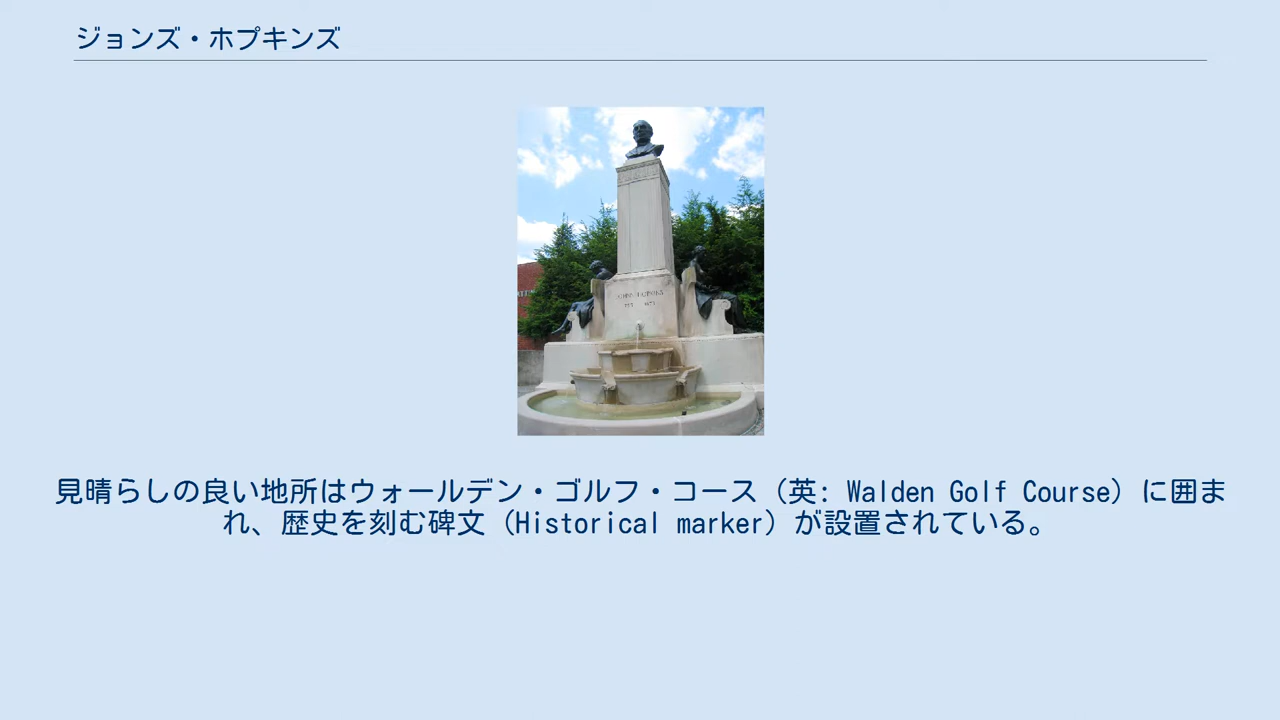 ジョンズ・ホプキンズ
見晴らしの良い地所はウォールデン・ゴルフ・コース（英: Walden Golf Course）に囲ま
れ、歴史を刻む碑文（Historical marker）が設置されている。